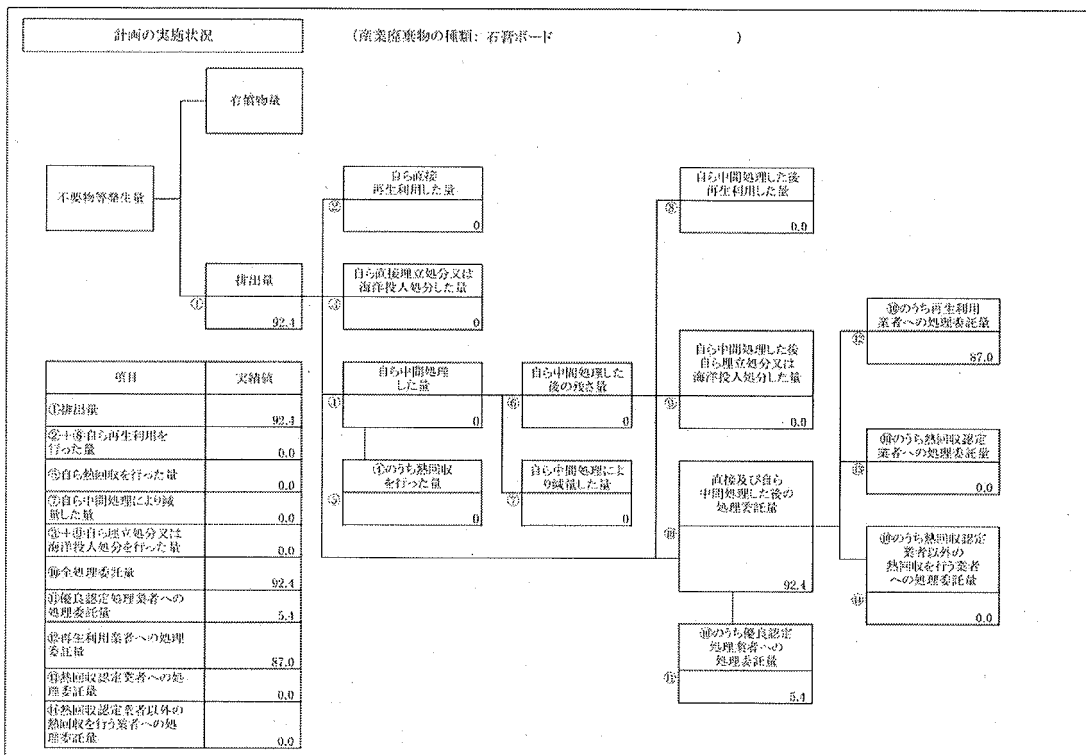 計画の実施状況
(産業廃棄物の種類: 石膏ボード )
有償物量
不要物等発生量
① 排出量
92.4
② 自ら直接
再生利用した量
0
③ 自ら直接埋立処分又は
海洋投入処分した量
0
④ 自ら中間処理
した量
0
⑤ ④のうち熱回収
を行った量
0
⑥ 自ら中間処理した
後の残さ量
0
⑦ 自ら中間処理によ
り減量した量
0
⑧ 自ら中間処理した後
再生利用した量
0.0
⑨ 自ら中間処理した後
自ら埋立処分又は
海洋投入処分した量
0.0
⑩ 直接及び自ら
中間処理した後の
処理委託量
92.4
⑪ ⑩のうち優良認定
処理業者への
処理委託量
5.4
⑫ ⑩のうち再生利用
業者への処理委託量
87.0
⑬ ⑩のうち熱回収認定
業者への処理委託量
0.0
⑭ ⑩のうち熱回収認定
業者以外の
熱回収を行う業者
への処理委託量
0.0
項目 実績値
①排出量
92.4
②+⑧自ら再生利用を
行った量
0.0
⑤自ら熱回収を行った量
0.0
⑦自ら中間処理により減
量した量
0.0
③+⑨自ら埋立処分又は
海洋投入処分を行った量
0.0
⑩全処理委託量
92.4
⑪優良認定処理業者への
処理委託量
5.4
⑫再生利用業者への処理
委託量
87.0
⑬熱回収認定業者への処
理委託量
0.0
⑭熱回収認定業者以外の
熱回収を行う業者への処
理委託量
0.0